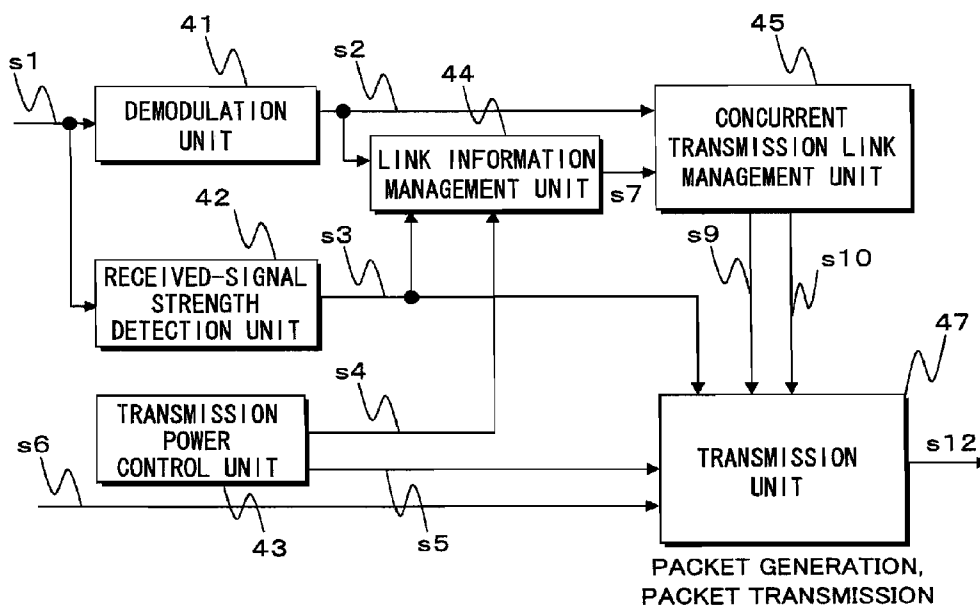 41
45
s1
s2
44
DEMODULATION
UNIT
CONCURRENT
TRANSMISSION LINK
MANAGEMENT UNIT
LINK INFORMATION
MANAGEMENT UNIT
s7
42
s3
s9
s10
RECEIVED-SIGNAL
STRENGTH
DETECTION UNIT
47
s4
TRANSMISSION
POWER
CONTROL UNIT
s6
TRANSMISSION
UNIT
s12
43
s5
PACKET GENERATION,
PACKET TRANSMISSION